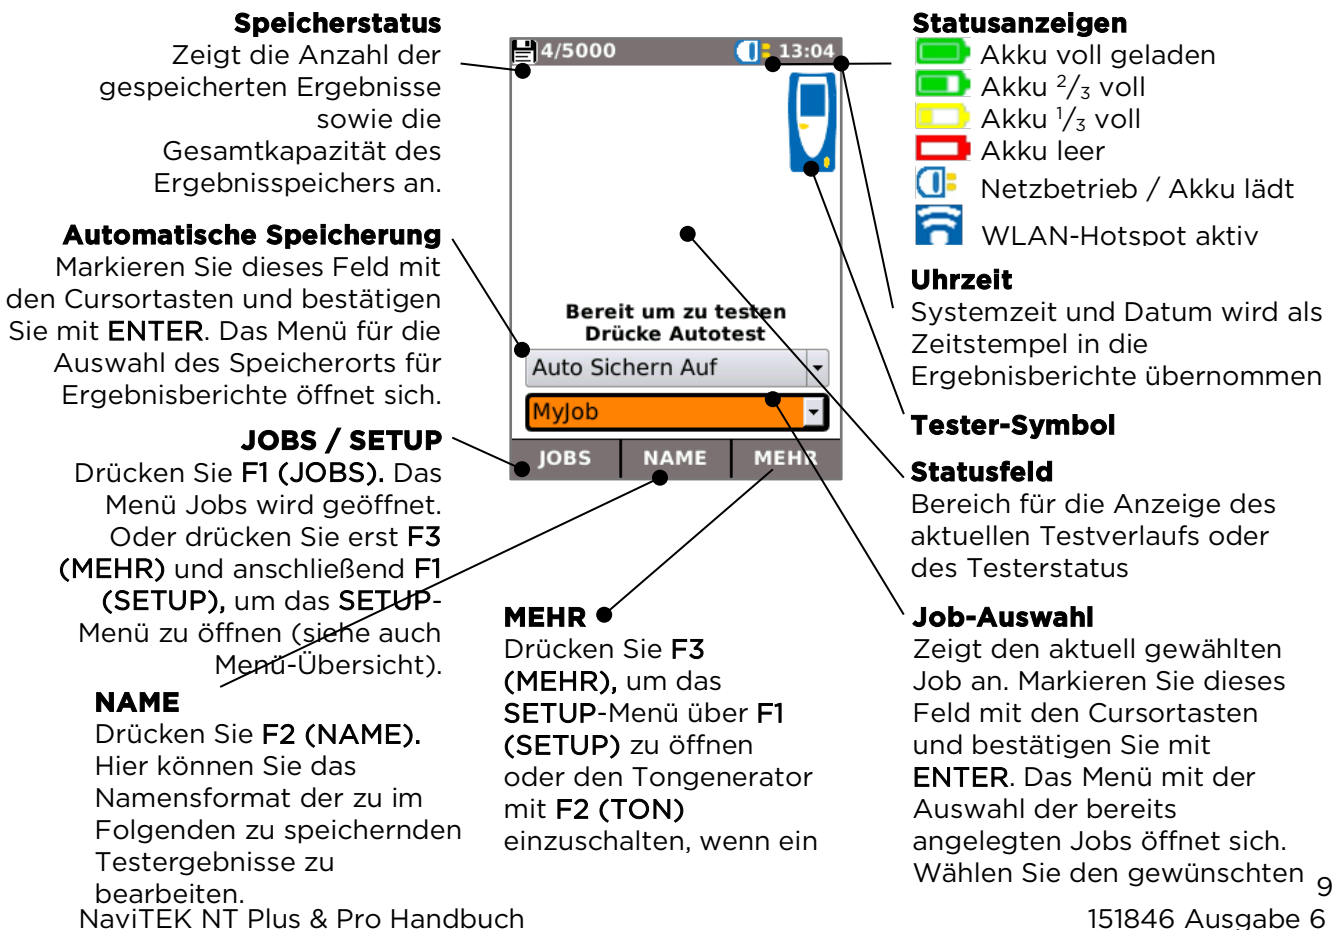 Speicherstatus
Zeigt die Anzahl der
gespeicherten Ergebnisse
sowie die
Gesamtkapazität des
Ergebnisspeichers an.
Automatische Speicherung
Markieren Sie dieses Feld mit
den Cursortasten und bestätigen
Sie mit ENTER. Das Menü für die
Auswahl des Speicherorts für
Ergebnisberichte öffnet sich.
JOBS / SETUP
Drücken Sie F1 (JOBS). Das
Menü Jobs wird geöffnet.
Oder drücken Sie erst F3
(MEHR) und anschließend F1
(SETUP), um das SETUP-
Menü zu öffnen (siehe auch
Menü-Übersicht).
NAME
Drücken Sie F2 (NAME).
Hier können Sie das
Namensformat der zu im
Folgenden zu speichernden
Testergebnisse zu
bearbeiten.
4/5000
13:04
Bereit um zu testen
Drücke Autotest
Auto Sichern Auf
MyJob
JOBS
NAME
MEHR
MEHR
Drücken Sie F3
(MEHR), um das
SETUP-Menü über F1
(SETUP) zu öffnen
oder den Tongenerator
mit F2 (TON)
einzuschalten, wenn ein
Statusanzeigen
Akku voll geladen
Akku 2/3 voll
Akku 1/3 voll
Akku leer
Netzbetrieb / Akku lädt
WLAN-Hotspot aktiv
Uhrzeit
Systemzeit und Datum wird als
Zeitstempel in die
Ergebnisberichte übernommen
Tester-Symbol
Statusfeld
Bereich für die Anzeige des
aktuellen Testverlaufs oder
des Testerstatus
Job-Auswahl
Zeigt den aktuell gewählten
Job an. Markieren Sie dieses
Feld mit den Cursortasten
und bestätigen Sie mit
ENTER. Das Menü mit der
Auswahl der bereits
angelegten Jobs öffnet sich.
Wählen Sie den gewünschten
9
NaviTEK NT Plus & Pro Handbuch
151846 Ausgabe 6